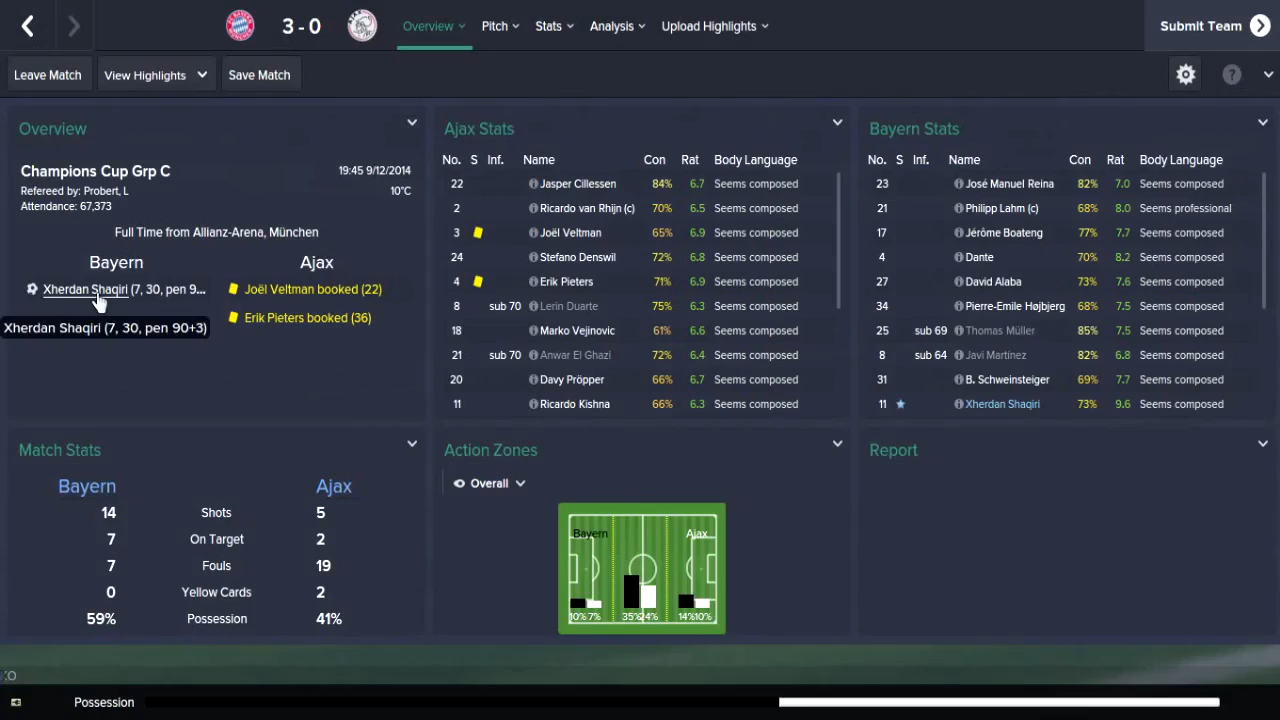 3 - 0
Overview
Pitch
Stats
Analysis
Upload Highlights
Submit Team
Leave Match
View Highlights
Save Match
?
Overview
Champions Cup Grp C
19:45 9/12/2014
Refereed by: Probert, L
10°C
Attendance: 67,373
Full Time from Allianz-Arena, München
Bayern
Ajax
Xherdan Shaqiri (7, 30, pen 9...
Joël Veltman booked (22)
Erik Pieters booked (36)
Xherdan Shaqiri (7, 30, pen 90+3)
Ajax Stats
No. S Inf. Name Con Rat Body Language
22 Jasper Cillessen 84% 6.7 Seems composed
2 Ricardo van Rhijn (c) 70% 6.5 Seems composed
3 Joël Veltman 65% 6.9 Seems composed
24 Stefano Denswil 72% 6.8 Seems composed
4 Erik Pieters 71% 6.9 Seems composed
8 sub 70 Lerin Duarte 75% 6.3 Seems composed
18 Marko Vejinovic 61% 6.6 Seems composed
21 sub 70 Anwar El Ghazi 72% 6.4 Seems composed
20 Davy Pröpper 66% 6.7 Seems composed
11 Ricardo Kishna 66% 6.3 Seems composed
Bayern Stats
No. S Inf. Name Con Rat Body Language
23 José Manuel Reina 82% 7.0 Seems composed
21 Philipp Lahm (c) 68% 8.0 Seems professional
17 Jérôme Boateng 77% 7.7 Seems composed
4 Dante 70% 8.2 Seems composed
27 David Alaba 73% 7.6 Seems composed
34 Pierre-Emile Højbjerg 68% 7.5 Seems composed
25 sub 69 Thomas Müller 85% 7.5 Seems composed
8 sub 64 Javi Martínez 82% 6.8 Seems composed
31 B. Schweinsteiger 69% 7.7 Seems composed
11 Xherdan Shaqiri 73% 9.6 Seems composed
Match Stats
Bayern Ajax
14 Shots 5
7 On Target 2
7 Fouls 19
0 Yellow Cards 2
59% Possession 41%
Action Zones
Overall
Bayern Ajax
10% 7% 35% 24% 14% 10%
Report
Possession